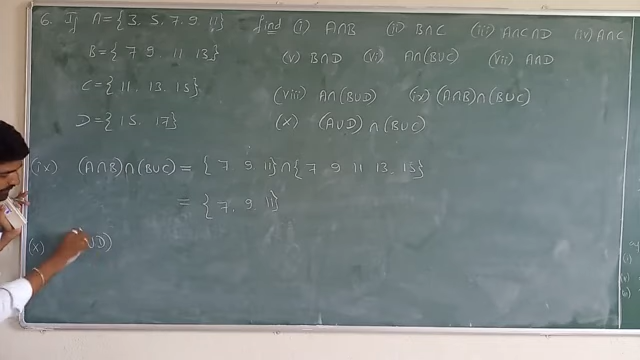 6. If A = { 3. 5. 7. 9. 11} find (i) A∩B (ii) B∩C (iii) A∩C∩D (iv) A∩C
B = { 7 9. 11 13} (v) B∩D (vi) A∩(B∪C) (vii) A∩D
C = { 11. 13. 15} (viii) A∩(B∪D) (ix) (A∩B)∩(B∪C)
D = { 15. 17} (x) (A∪D) ∩ (B∪C)
(ix) (A∩B)∩(B∪C) = { 7 9. 11} ∩ { 7 9 11 13. 15}
= { 7. 9. 11}
(x) ∪D)